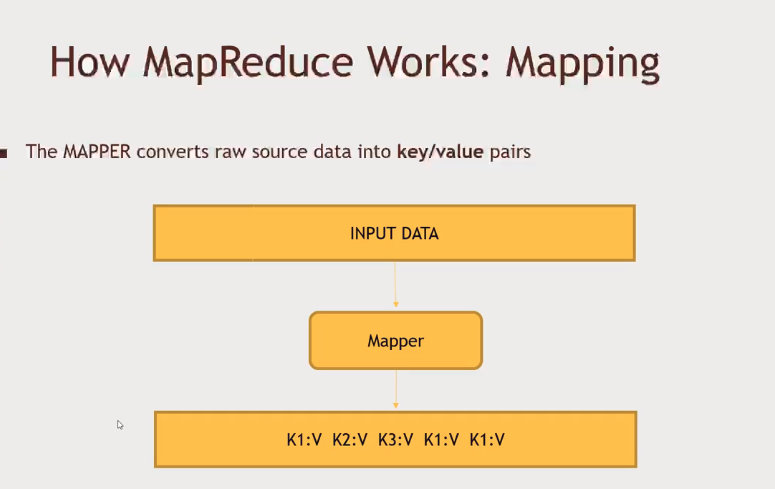 How MapReduce Works: Mapping
The MAPPER converts raw source data into key/value pairs
INPUT DATA
Mapper
K1:V K2:V K3:V K1:V K1:V